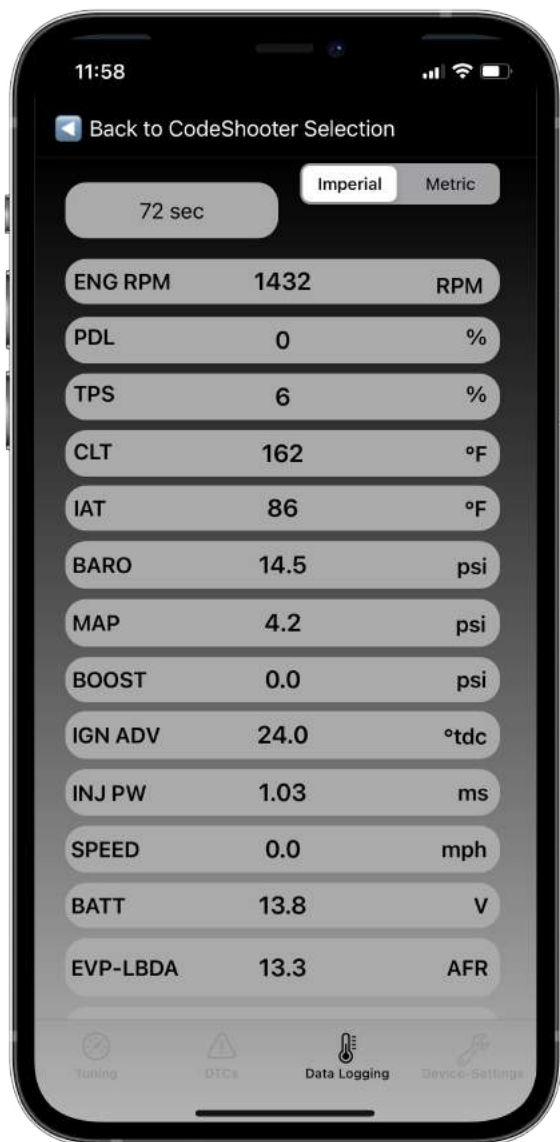 11:58
Back to CodeShooter Selection
72 sec
Imperial Metric
ENG RPM 1432 RPM
PDL 0 %
TPS 6 %
CLT 162 °F
IAT 86 °F
BARO 14.5 psi
MAP 4.2 psi
BOOST 0.0 psi
IGN ADV 24.0 °tdc
INJ PW 1.03 ms
SPEED 0.0 mph
BATT 13.8 V
EVP-LBDA 13.3 AFR
Tuning DTCs Data Logging Device-Settings